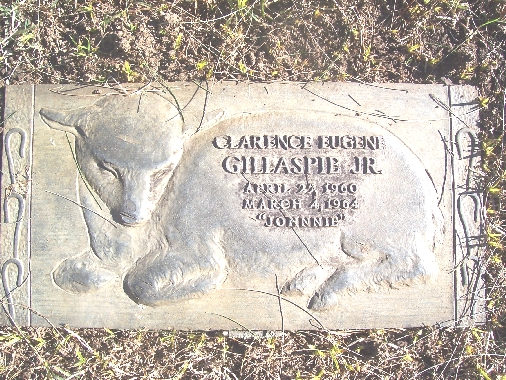 CLARENCE EUGENE
GILLASPIE JR.
APRIL 22, 1960
MARCH 4, 1964
"JOHNNIE"